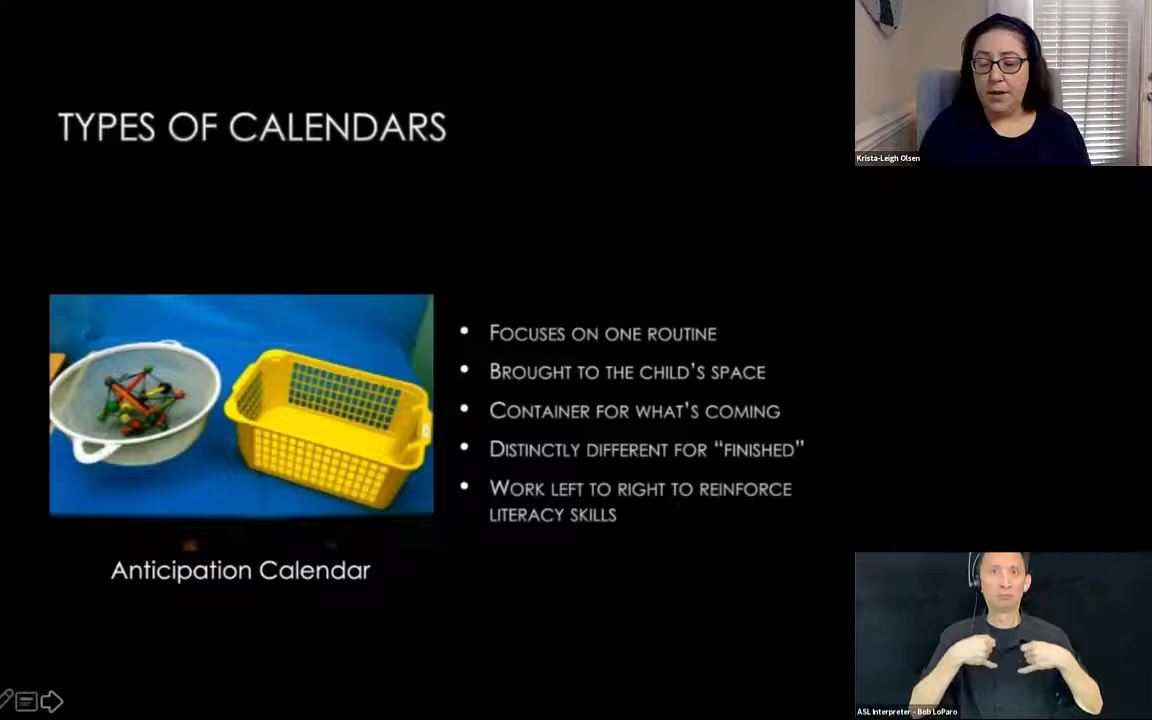 TYPES OF CALENDARS
Krista-Leigh Olsen
• FOCUSES ON ONE ROUTINE
• BROUGHT TO THE CHILD’S SPACE
• CONTAINER FOR WHAT’S COMING
• DISTINCTLY DIFFERENT FOR “FINISHED”
• WORK LEFT TO RIGHT TO REINFORCE
LITERACY SKILLS
Anticipation Calendar
ASL Interpreter - Bob LoParo